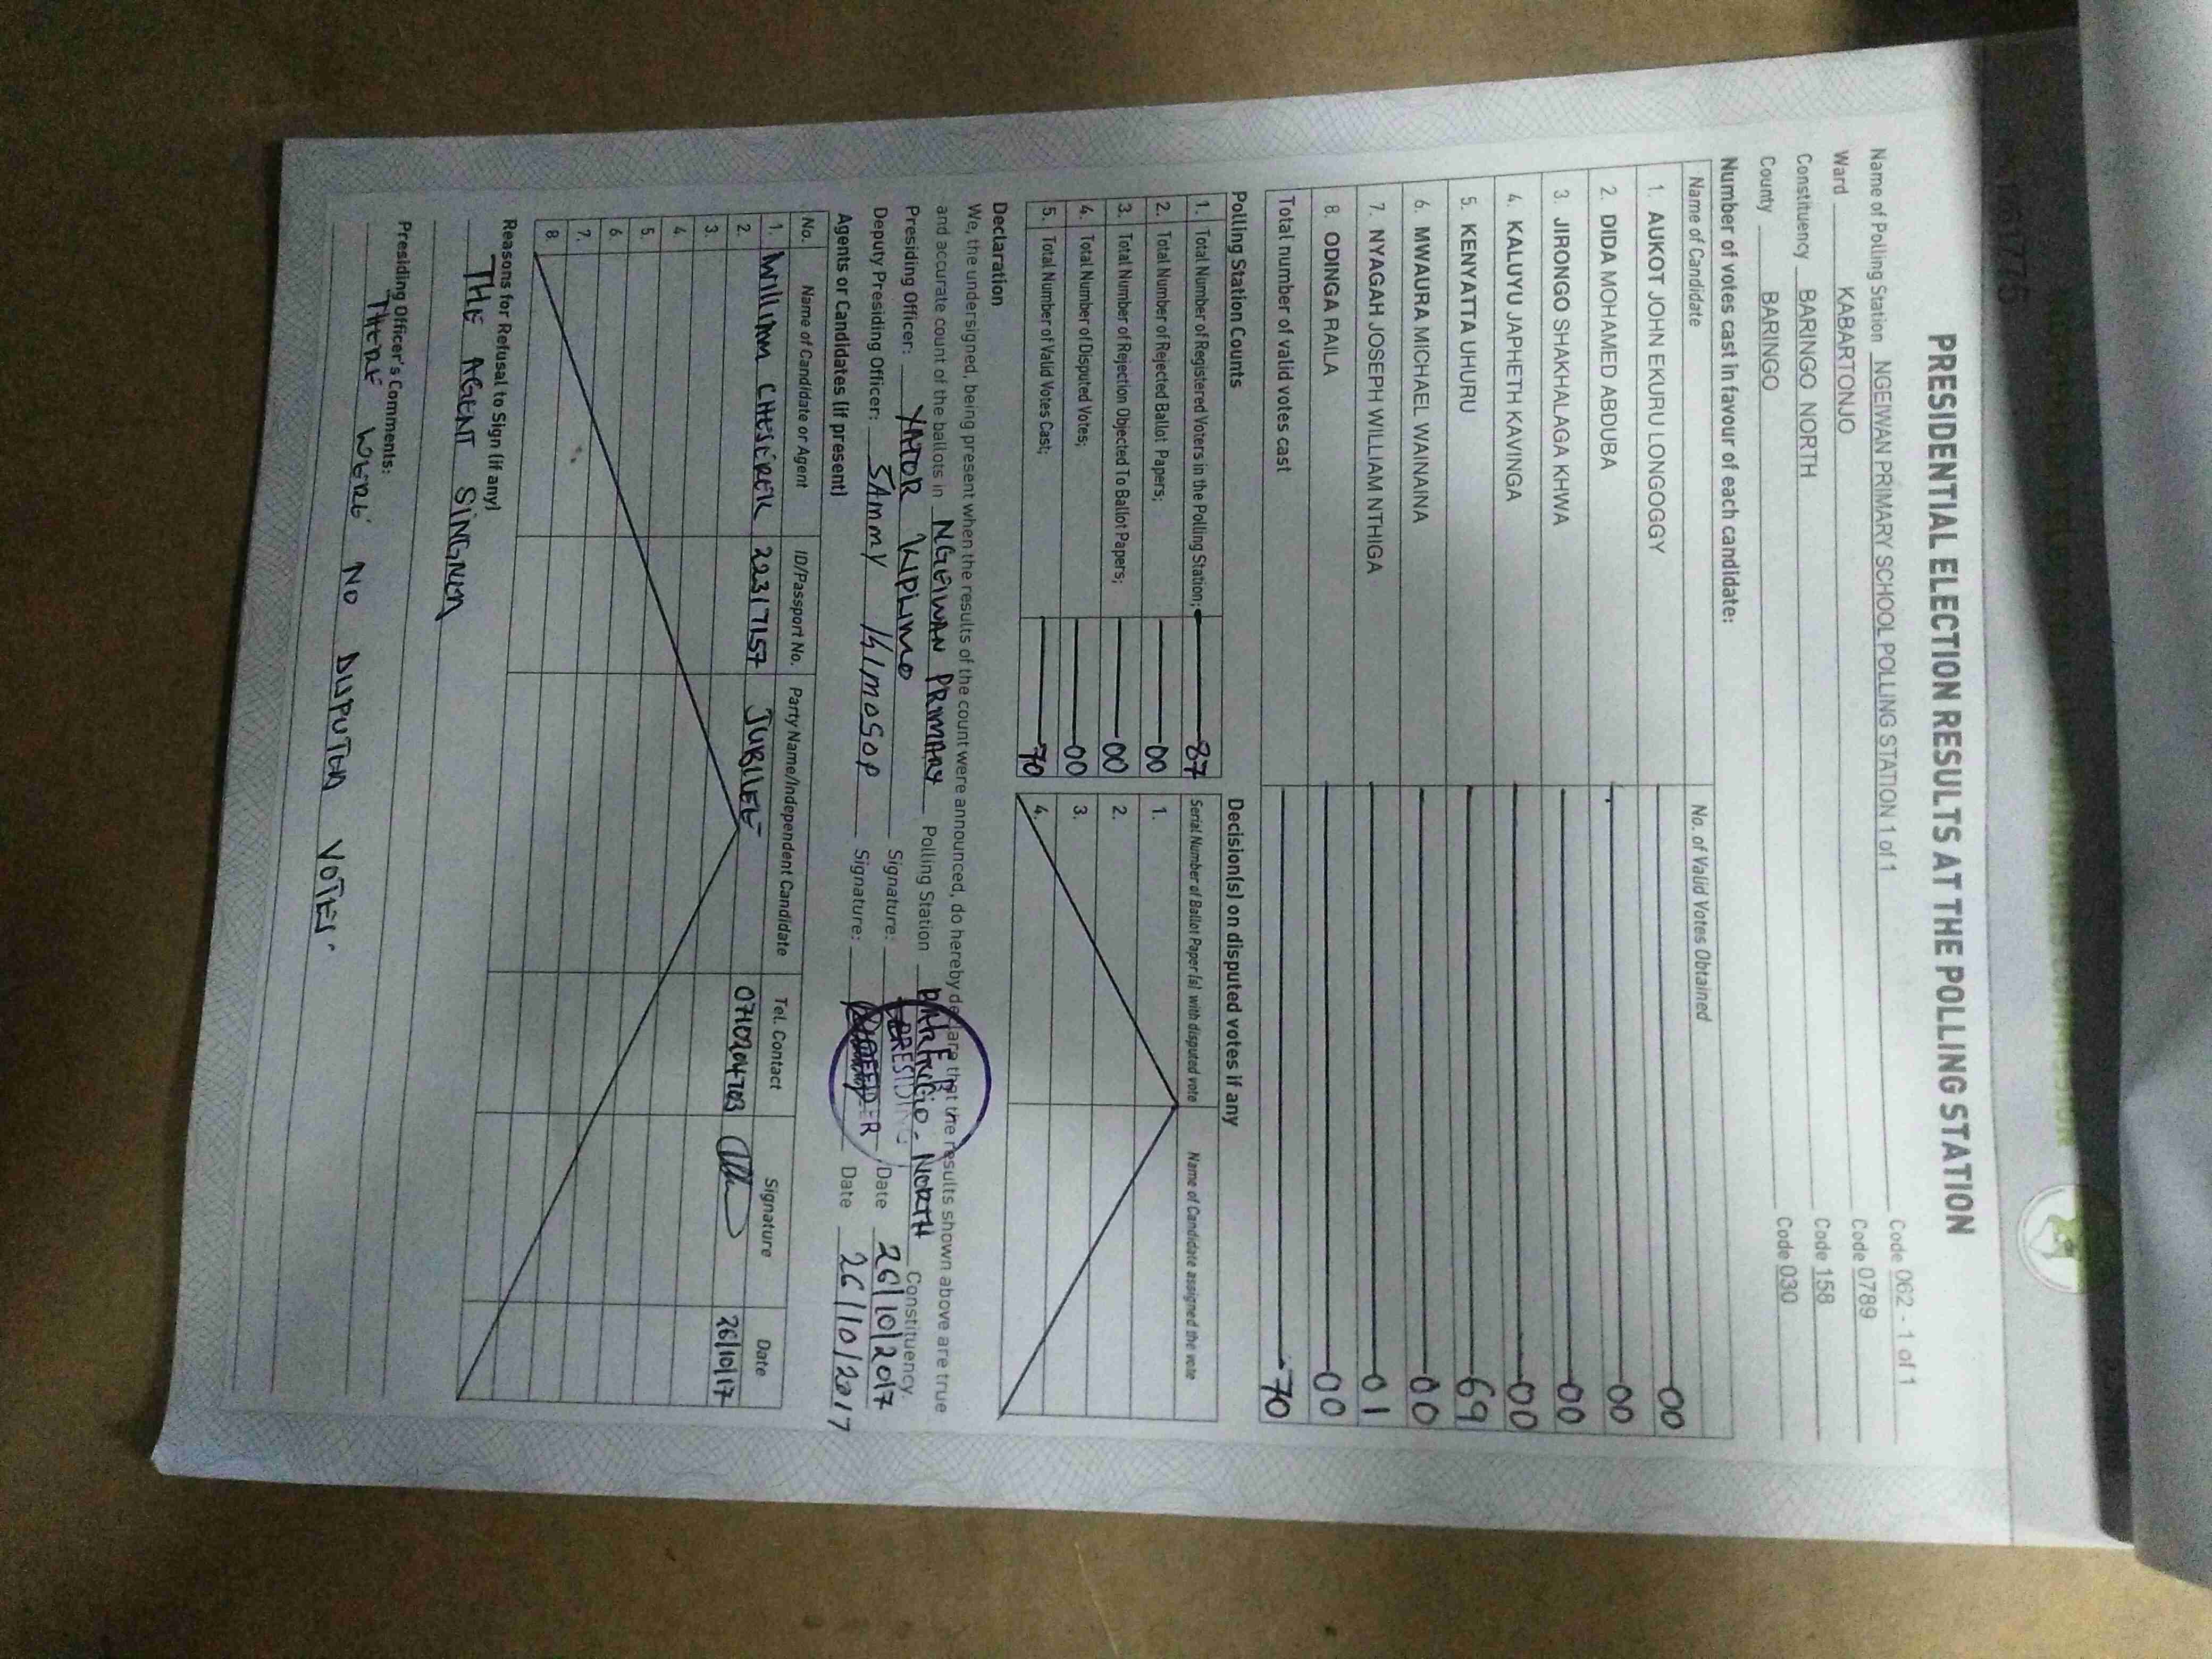 161775
PRESIDENTIAL ELECTION RESULTS AT THE POLLING STATION
Name of Polling Station NGEIWAN PRIMARY SCHOOL POLLING STATION 1 of 1 Code 062 - 1 of 1
Ward KABARTONJO Code 0789
Constituency BARINGO NORTH Code 158
County BARINGO Code 030
Number of votes cast in favour of each candidate:
Name of Candidate No. of Valid Votes Obtained
1. AUKOT JOHN EKURU LONGOGGY 00
2. DIDA MOHAMED ABDUBA 00
3. JIRONGO SHAKHALAGA KHWA 00
4. KALUYU JAPHETH KAVINGA 00
5. KENYATTA UHURU 69
6. MWAURA MICHAEL WAINAINA 00
7. NYAGAH JOSEPH WILLIAM NTHIGA 01
8. ODINGA RAILA 00
Total number of valid votes cast 70
Polling Station Counts Decision(s) on disputed votes if any
1. Total Number of Registered Voters in the Polling Station; 87 Serial Number of Ballot Paper (s) with disputed vote Name of Candidate assigned the vote
2. Total Number of Rejected Ballot Papers; 00 1.
3. Total Number of Rejection Objected To Ballot Papers; 00 2.
4. Total Number of Disputed Votes; 00 3.
5. Total Number of Valid Votes Cast; 70 4.
Declaration
We, the undersigned, being present when the results of the count were announced, do hereby declare that the results shown above are true
and accurate count of the ballots in NGEIWAN PRIMARY Polling Station BARINGO - NORTH Constituency
Presiding Officer: YATOR KIPLIMO Signature: PRESIDING Date 26/10/2017
Deputy Presiding Officer: SAMMY KIMOSOP Signature: Date 26/10/2017
Agents or Candidates (if present)
No. Name of Candidate or Agent ID/Passport No. Party Name/Independent Candidate Tel. Contact Signature Date
1. WILLIAM CHESEREK 22317157 JUBILEE 0710204703 26/10/17
2.
3.
4.
5.
6.
7.
8.
Reasons for Refusal to Sign (if any)
THE AGENT SINGNED
Presiding Officer's Comments:
THERE WERE NO DUPUTED VOTES.